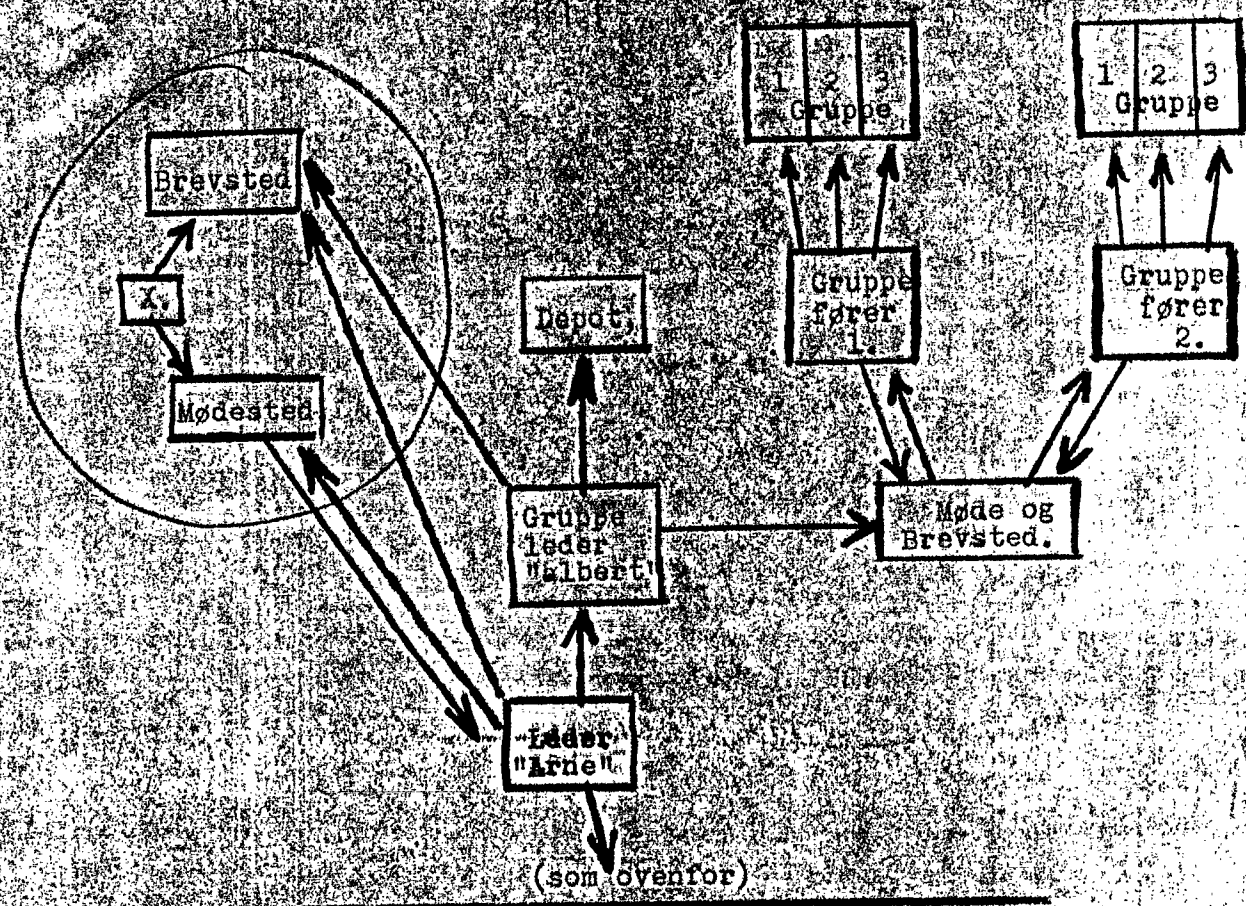 1 2 3
Gruppe
1 2 3
Gruppe
Brevsted
X.
Mødested
Depot.
Gruppe
fører
1.
Gruppe
fører
2.
Gruppe
leder
"albert"
Møde og
Brevsted.
"Leder"
"Arne"
(som ovenfor)